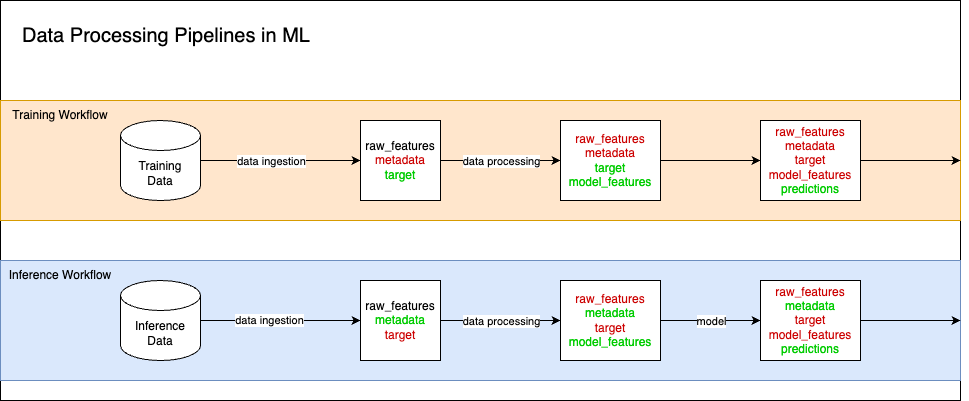 Data Processing Pipelines in ML
Training Workflow
Training
Data
data ingestion
raw_features
metadata
target
data processing
raw_features
metadata
target
model_features
raw_features
metadata
target
model_features
predictions
Inference Workflow
Inference
Data
data ingestion
raw_features
metadata
target
data processing
raw_features
metadata
target
model_features
model
raw_features
metadata
target
model_features
predictions